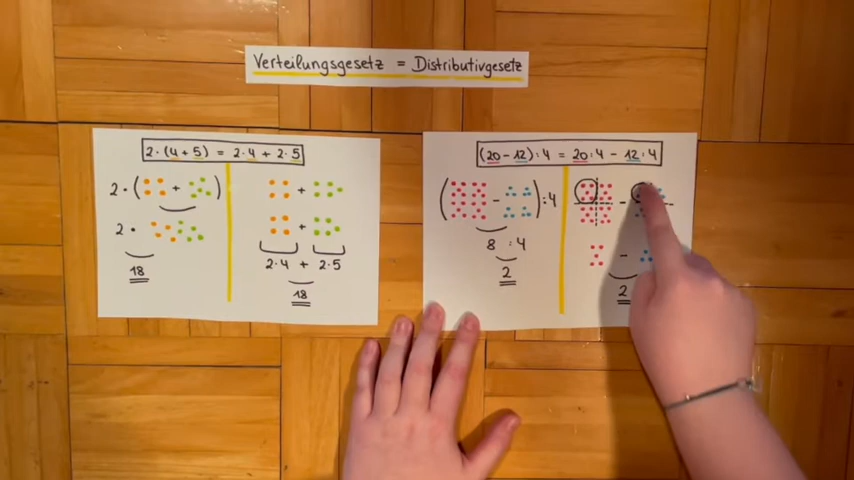 Verteilungsgesetz = Distributivgesetz
2·(4+5) = 2·4 + 2·5
2·( + )
+
2·
+
18
2·4 + 2·5
18
(20-12):4 = 20:4 - 12:4
( - ):4
-
8 :4
-
2
2